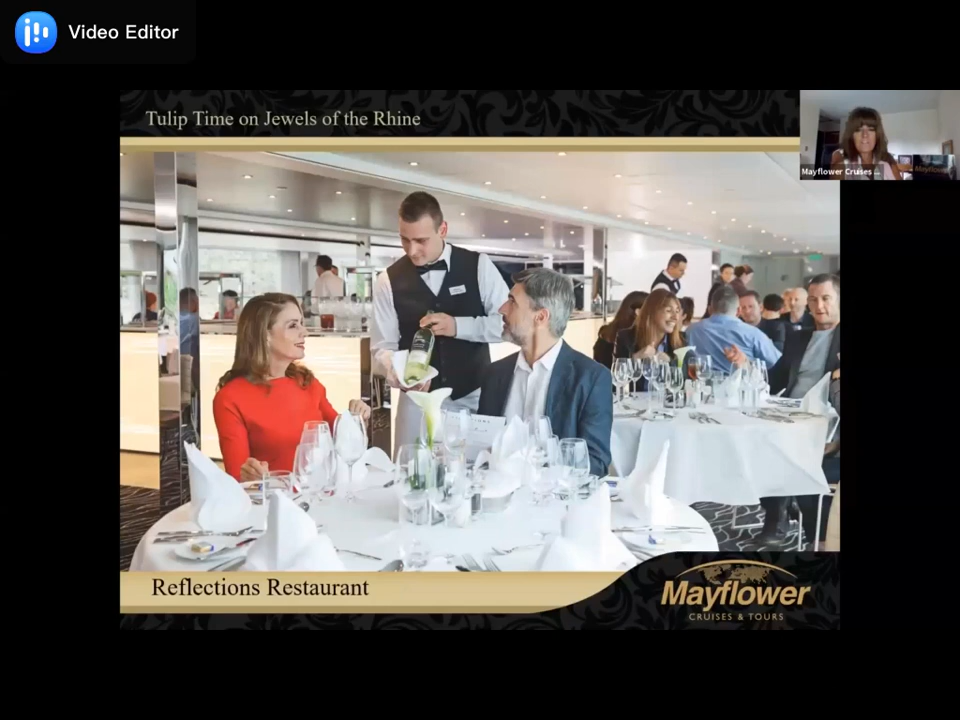 Video Editor
Tulip Time on Jewels of the Rhine
Mayflower Cruises ...
Reflections Restaurant
Mayflower
CRUISES & TOURS